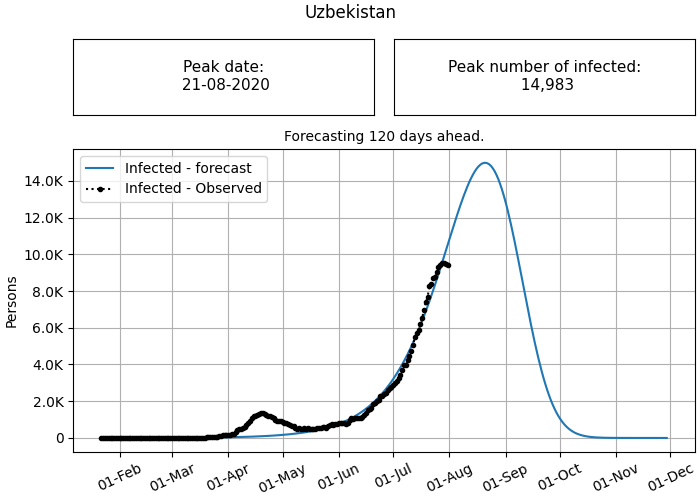 Uzbekistan
Peak date:
21-08-2020
Peak number of infected:
14,983
Forecasting 120 days ahead.
Infected - forecast
Infected - Observed
14.0K
12.0K
10.0K
8.0K
6.0K
4.0K
2.0K
0
Persons
01-Feb
01-Mar
01-Apr
01-May
01-Jun
01-Jul
01-Aug
01-Sep
01-Oct
01-Nov
01-Dec